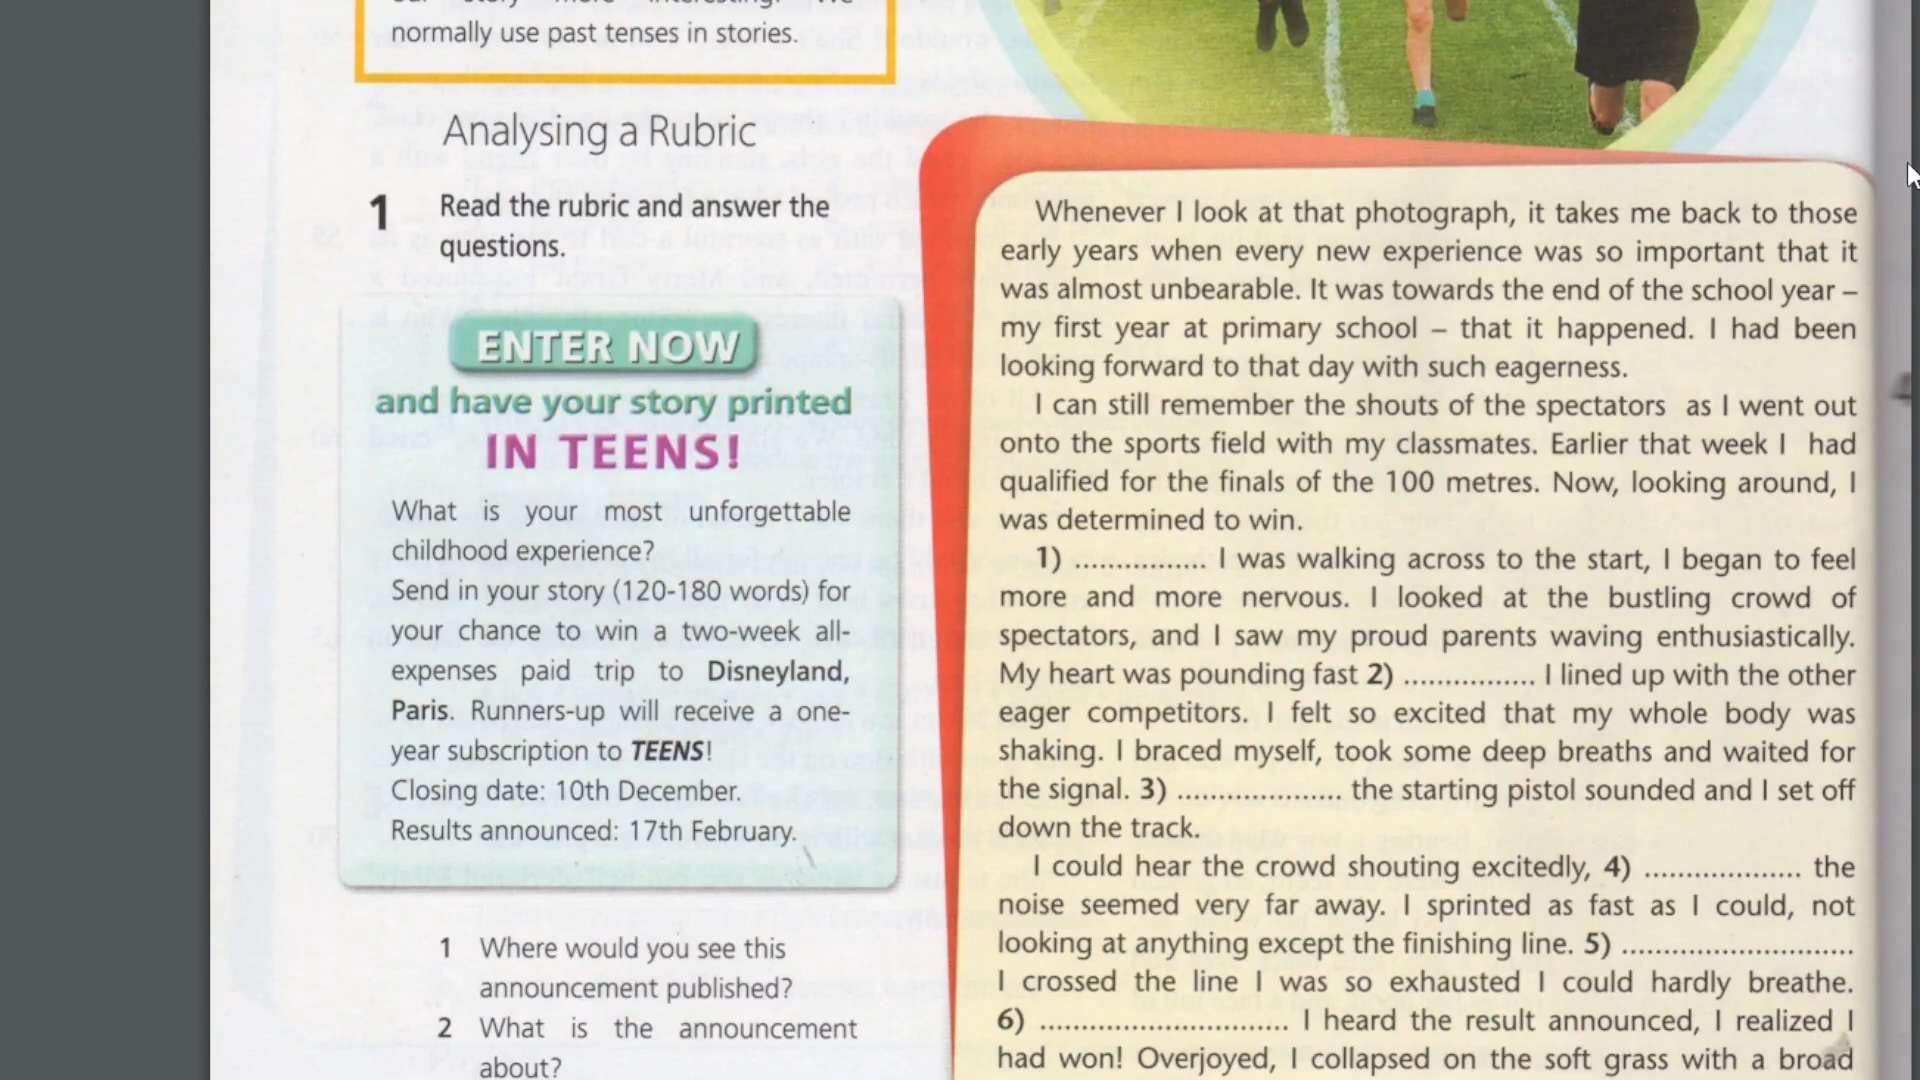 normally use past tenses in stories.
Analysing a Rubric
1 Read the rubric and answer the
questions.
ENTER NOW
and have your story printed
IN TEENS!
What is your most unforgettable
childhood experience?
Send in your story (120-180 words) for
your chance to win a two-week all-
expenses paid trip to Disneyland,
Paris. Runners-up will receive a one-
year subscription to TEENS!
Closing date: 10th December.
Results announced: 17th February.
1 Where would you see this
announcement published?
2 What is the announcement
about?
Whenever I look at that photograph, it takes me back to those
early years when every new experience was so important that it
was almost unbearable. It was towards the end of the school year –
my first year at primary school – that it happened. I had been
looking forward to that day with such eagerness.
I can still remember the shouts of the spectators as I went out
onto the sports field with my classmates. Earlier that week I had
qualified for the finals of the 100 metres. Now, looking around, I
was determined to win.
1) ................ I was walking across to the start, I began to feel
more and more nervous. I looked at the bustling crowd of
spectators, and I saw my proud parents waving enthusiastically.
My heart was pounding fast 2) ................ I lined up with the other
eager competitors. I felt so excited that my whole body was
shaking. I braced myself, took some deep breaths and waited for
the signal. 3) .................... the starting pistol sounded and I set off
down the track.
I could hear the crowd shouting excitedly, 4) ................... the
noise seemed very far away. I sprinted as fast as I could, not
looking at anything except the finishing line. 5) ............................
I crossed the line I was so exhausted I could hardly breathe.
6) .............................. I heard the result announced, I realized I
had won! Overjoyed, I collapsed on the soft grass with a broad